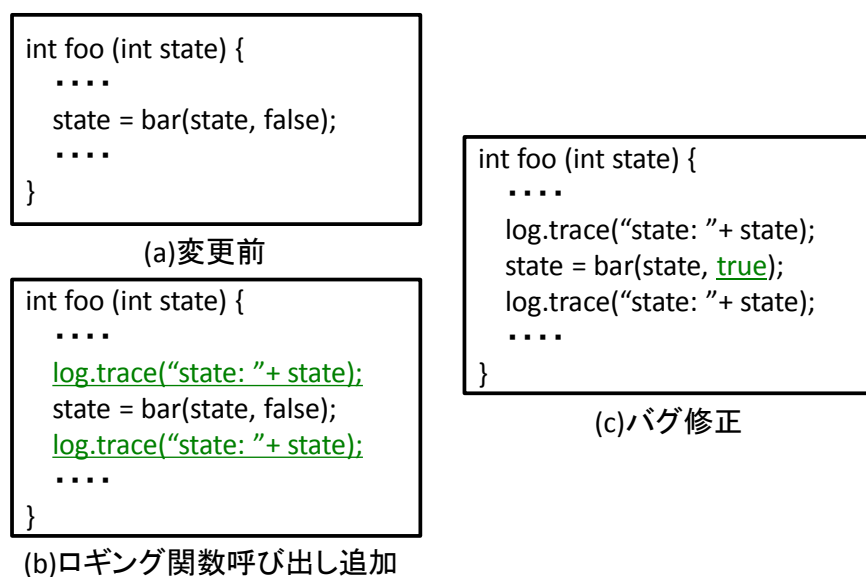 int foo (int state) {
・・・・
state = bar(state, false);
・・・・
}
(a)変更前
int foo (int state) {
・・・・
log.trace(“state: ”+ state);
state = bar(state, false);
log.trace(“state: ”+ state);
・・・・
}
(b)ロギング関数呼び出し追加
int foo (int state) {
・・・・
log.trace(“state: ”+ state);
state = bar(state, true);
log.trace(“state: ”+ state);
・・・・
}
(c)バグ修正